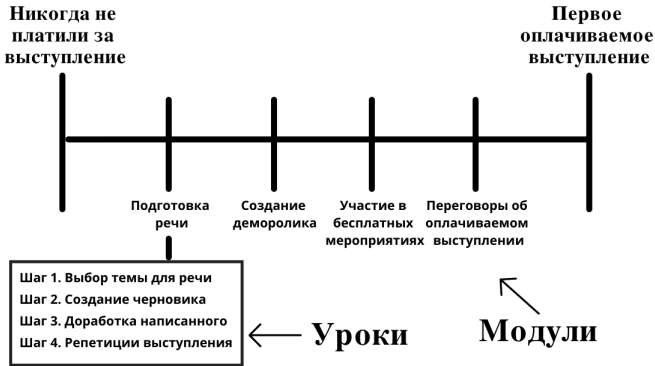 Никогда не
платили за
выступление
Первое
оплачиваемое
выступление
Подготовка
речи
Создание
деморолика
Участие в
бесплатных
мероприятиях
Переговоры об
оплачиваемом
выступлении
Шаг 1. Выбор темы для речи
Шаг 2. Создание черновика
Шаг 3. Доработка написанного
Шаг 4. Репетиции выступления
Уроки
Модули